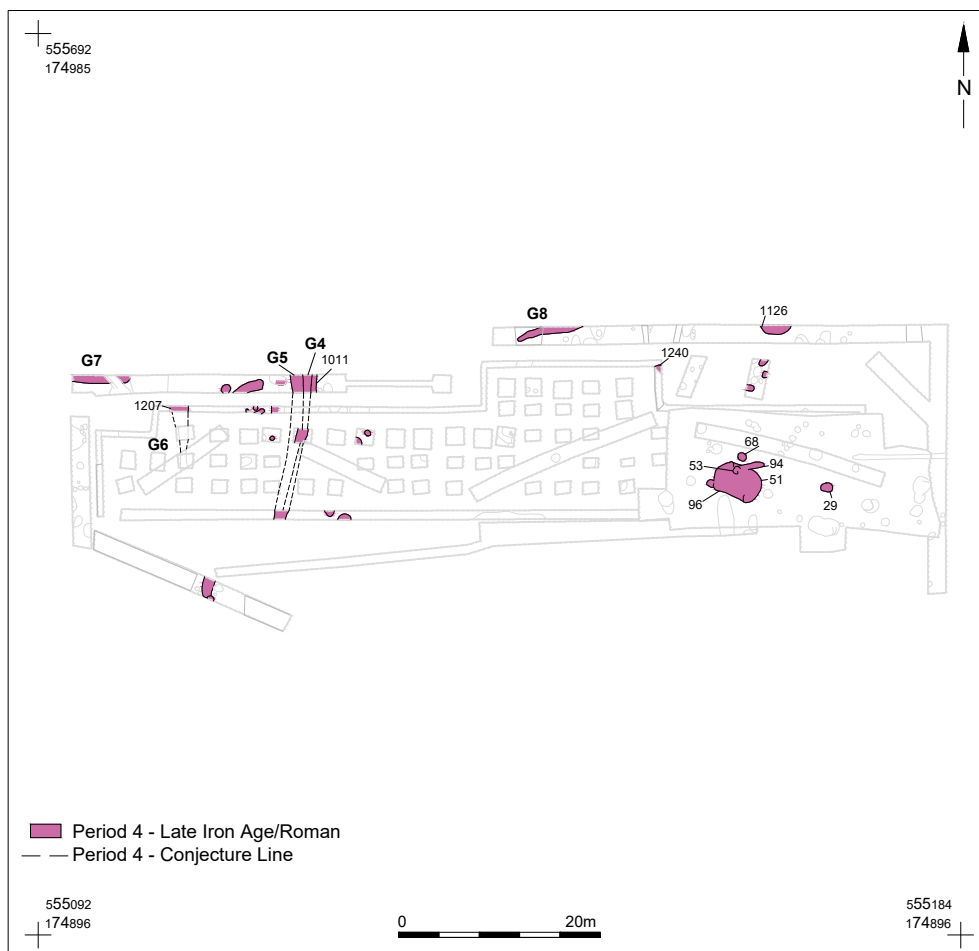 555692
174985
N
1126
G8
G4
G7
G5
1011
1240
1207
G6
68
53
94
51
96
29
Period 4 - Late Iron Age/Roman
Period 4 - Conjecture Line
555092
174896
0
20m
555184
174896